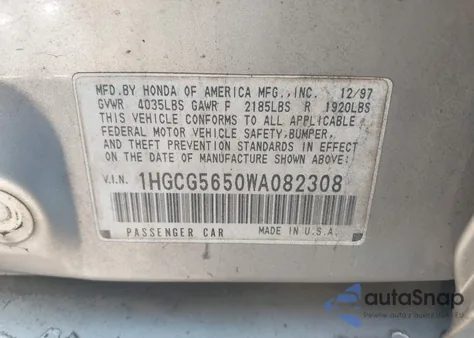 MFD.BY HONDA OF AMERICA MFG.,INC. 12/97
GVWR 4035LBS GAWR F 2185LBS R 1920LBS
THIS VEHICLE CONFORMS TO ALL APPLICABLE
FEDERAL MOTOR VEHICLE SAFETY,BUMPER,
AND THEFT PREVENTION STANDARDS IN EFFECT
ON THE DATE OF MANUFACTURE SHOWN ABOVE:
V.I.N. 1HGCG5650WA082308
PASSENGER CAR MADE IN U.S.A.
autoSnap